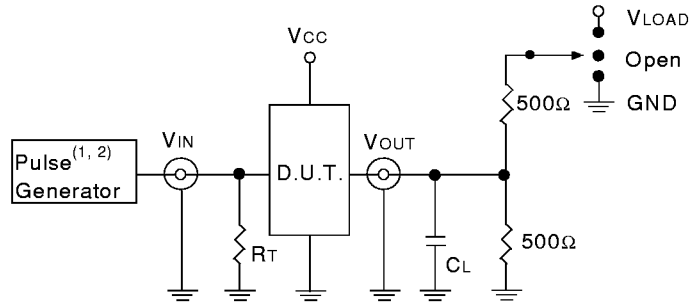 VLOAD
VCC
Open
500Ω
GND
VIN
VOUT
Pulse(1, 2)
Generator
D.U.T.
RT
CL
500Ω